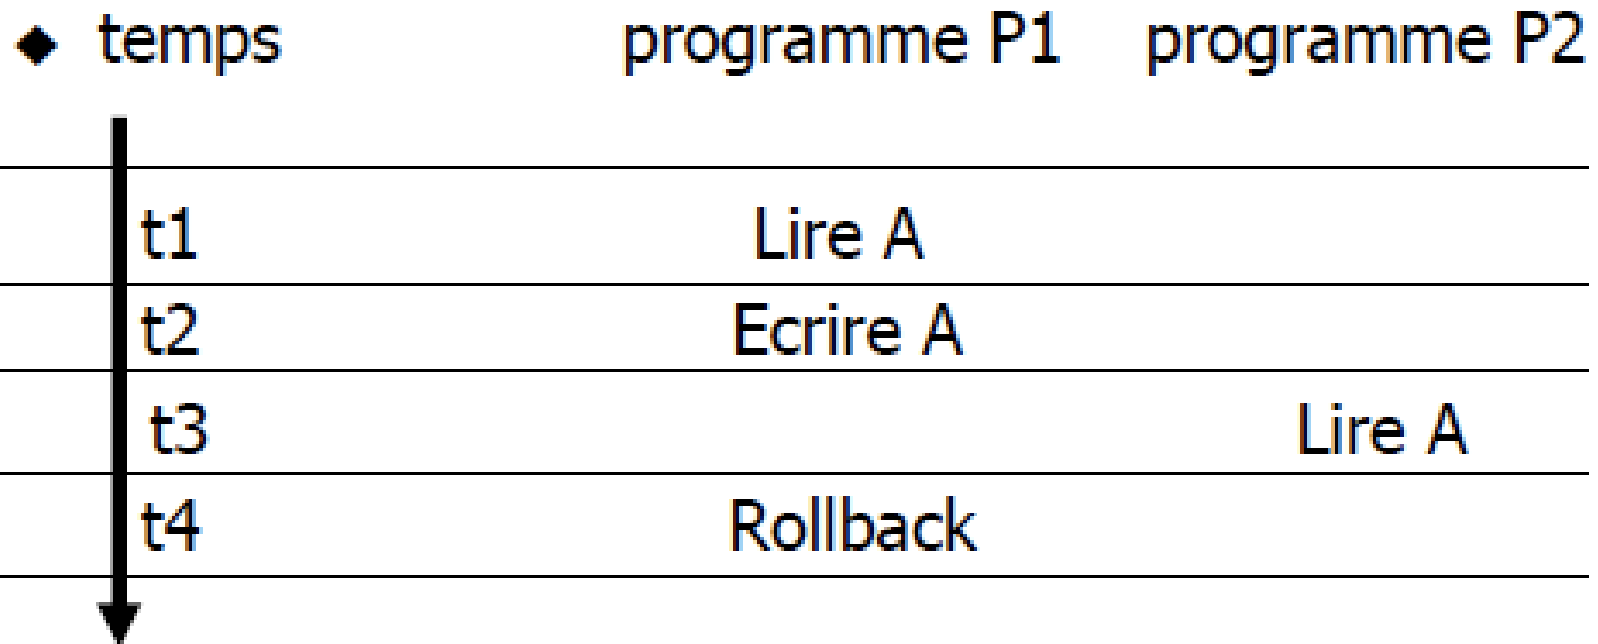 ◆ temps programme P1 programme P2
t1 Lire A
t2 Ecrire A
t3 Lire A
t4 Rollback